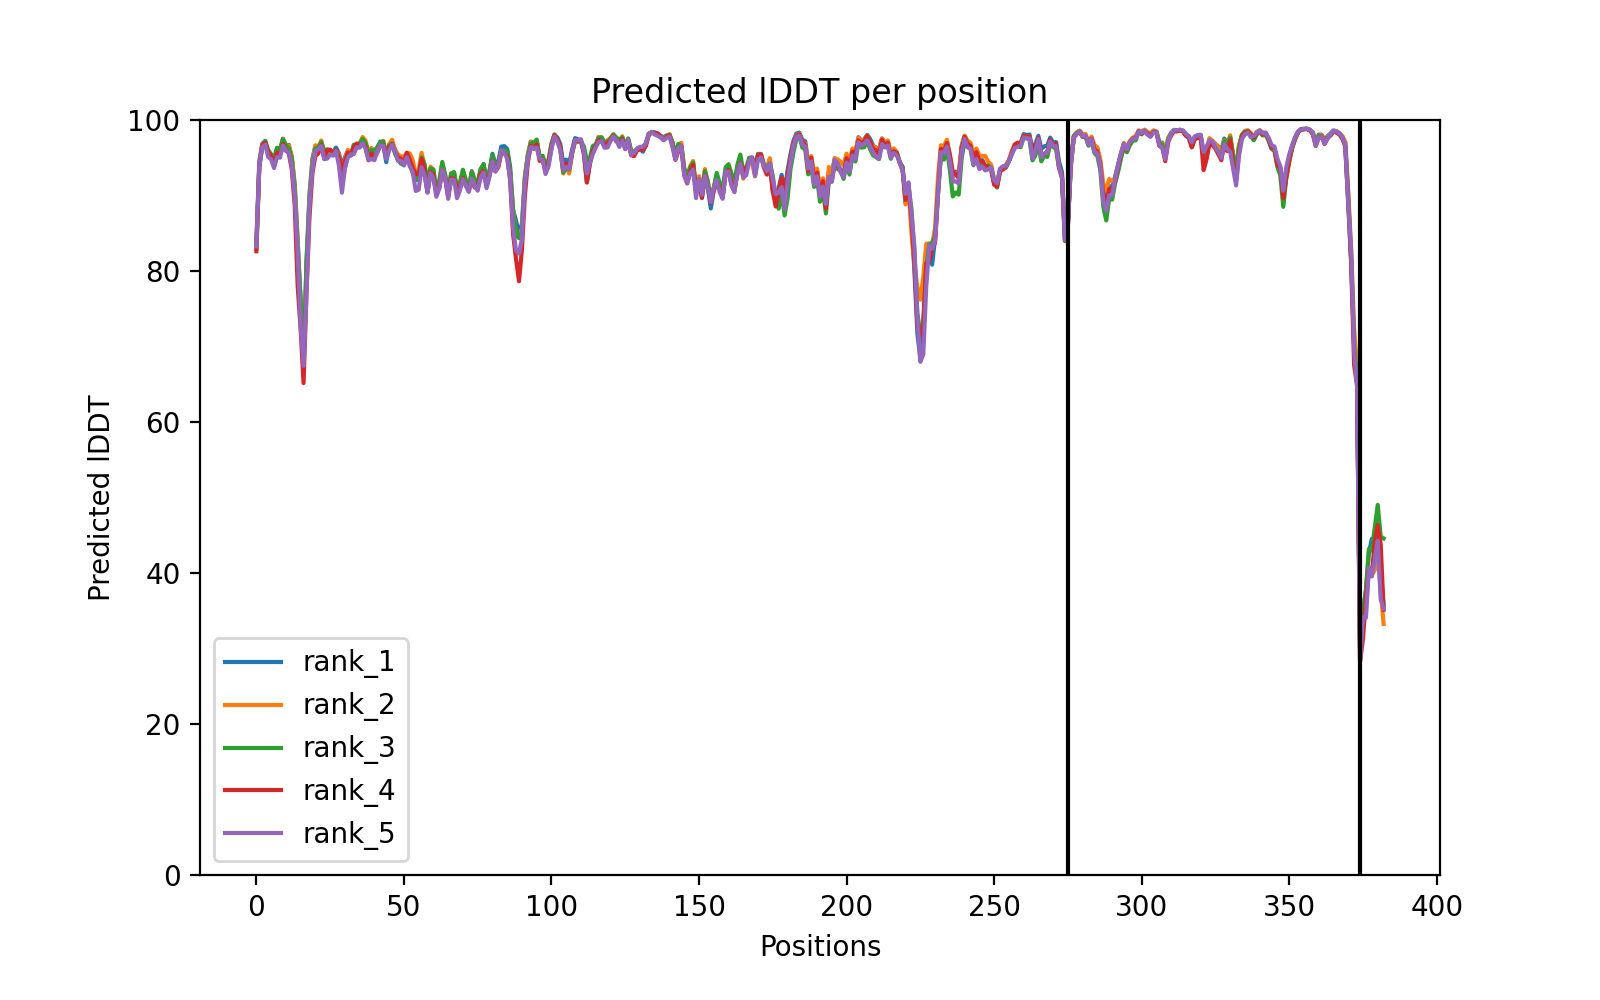 Predicted lDDT per position
100
80
60
40
20
0
Predicted lDDT
rank_1
rank_2
rank_3
rank_4
rank_5
0 50 100 150 200 250 300 350 400
Positions